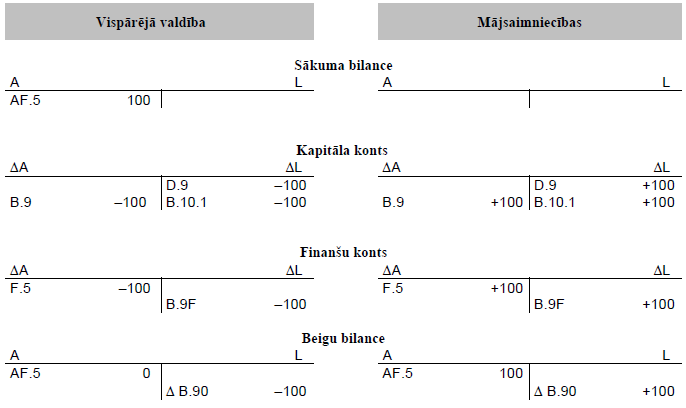 Vispārējā valdība Mājsaimniecības
Sākuma bilance
A L A L
AF.5 100
Kapitāla konts
ΔA ΔL ΔA ΔL
D.9 –100 D.9 +100
B.9 –100 B.10.1 –100 B.9 +100 B.10.1 +100
Finanšu konts
ΔA ΔL ΔA ΔL
F.5 –100 F.5 +100
B.9F –100 B.9F +100
Beigu bilance
A L A L
AF.5 0 AF.5 100
Δ B.90 –100 Δ B.90 +100